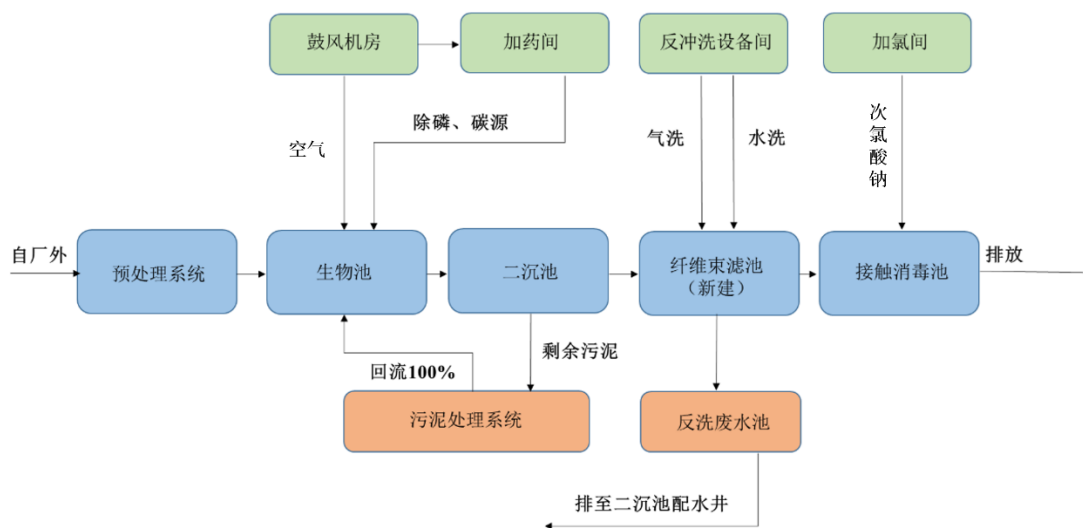 鼓风机房
加药间
反冲洗设备间
加氯间
除磷、碳源
空气
气洗
水洗
次氯酸钠
自厂外
预处理系统
生物池
二沉池
纤维束滤池
（新建）
接触消毒池
排放
剩余污泥
回流100%
污泥处理系统
反洗废水池
排至二沉池配水井